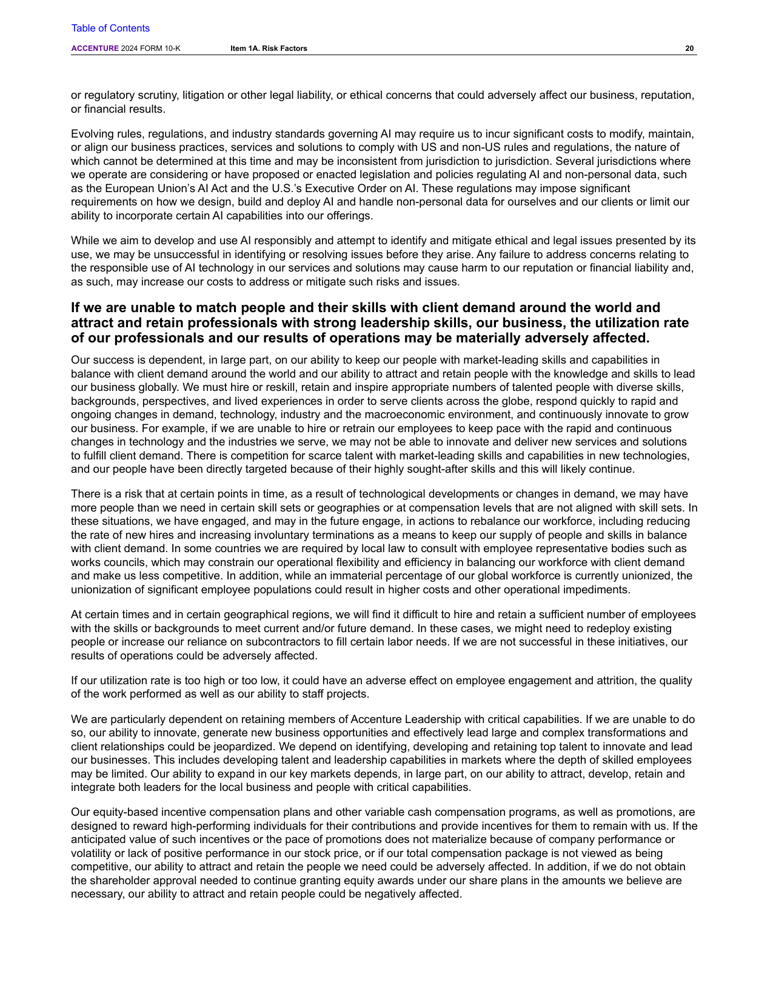 Table of Contents
ACCENTURE 2024 FORM 10-K Item 1A. Risk Factors 20
or regulatory scrutiny, litigation or other legal liability, or ethical concerns that could adversely affect our business, reputation,
or financial results.
Evolving rules, regulations, and industry standards governing AI may require us to incur significant costs to modify, maintain,
or align our business practices, services and solutions to comply with US and non-US rules and regulations, the nature of
which cannot be determined at this time and may be inconsistent from jurisdiction to jurisdiction. Several jurisdictions where
we operate are considering or have proposed or enacted legislation and policies regulating AI and non-personal data, such
as the European Union's AI Act and the U.S.'s Executive Order on AI. These regulations may impose significant
requirements on how we design, build and deploy AI and handle non-personal data for ourselves and our clients or limit our
ability to incorporate certain AI capabilities into our offerings.
While we aim to develop and use AI responsibly and attempt to identify and mitigate ethical and legal issues presented by its
use, we may be unsuccessful in identifying or resolving issues before they arise. Any failure to address concerns relating to
the responsible use of AI technology in our services and solutions may cause harm to our reputation or financial liability and,
as such, may increase our costs to address or mitigate such risks and issues.
If we are unable to match people and their skills with client demand around the world and
attract and retain professionals with strong leadership skills, our business, the utilization rate
of our professionals and our results of operations may be materially adversely affected.
Our success is dependent, in large part, on our ability to keep our people with market-leading skills and capabilities in
balance with client demand around the world and our ability to attract and retain people with the knowledge and skills to lead
our business globally. We must hire or reskill, retain and inspire appropriate numbers of talented people with diverse skills,
backgrounds, perspectives, and lived experiences in order to serve clients across the globe, respond quickly to rapid and
ongoing changes in demand, technology, industry and the macroeconomic environment, and continuously innovate to grow
our business. For example, if we are unable to hire or retrain our employees to keep pace with the rapid and continuous
changes in technology and the industries we serve, we may not be able to innovate and deliver new services and solutions
to fulfill client demand. There is competition for scarce talent with market-leading skills and capabilities in new technologies,
and our people have been directly targeted because of their highly sought-after skills and this will likely continue.
There is a risk that at certain points in time, as a result of technological developments or changes in demand, we may have
more people than we need in certain skill sets or geographies or at compensation levels that are not aligned with skill sets. In
these situations, we have engaged, and may in the future engage, in actions to rebalance our workforce, including reducing
the rate of new hires and increasing involuntary terminations as a means to keep our supply of people and skills in balance
with client demand. In some countries we are required by local law to consult with employee representative bodies such as
works councils, which may constrain our operational flexibility and efficiency in balancing our workforce with client demand
and make us less competitive. In addition, while an immaterial percentage of our global workforce is currently unionized, the
unionization of significant employee populations could result in higher costs and other operational impediments.
At certain times and in certain geographical regions, we will find it difficult to hire and retain a sufficient number of employees
with the skills or backgrounds to meet current and/or future demand. In these cases, we might need to redeploy existing
people or increase our reliance on subcontractors to fill certain labor needs. If we are not successful in these initiatives, our
results of operations could be adversely affected.
If our utilization rate is too high or too low, it could have an adverse effect on employee engagement and attrition, the quality
of the work performed as well as our ability to staff projects.
We are particularly dependent on retaining members of Accenture Leadership with critical capabilities. If we are unable to do
so, our ability to innovate, generate new business opportunities and effectively lead large and complex transformations and
client relationships could be jeopardized. We depend on identifying, developing and retaining top talent to innovate and lead
our businesses. This includes developing talent and leadership capabilities in markets where the depth of skilled employees
may be limited. Our ability to expand in our key markets depends, in large part, on our ability to attract, develop, retain and
integrate both leaders for the local business and people with critical capabilities.
Our equity-based incentive compensation plans and other variable cash compensation programs, as well as promotions, are
designed to reward high-performing individuals for their contributions and provide incentives for them to remain with us. If the
anticipated value of such incentives or the pace of promotions does not materialize because of company performance or
volatility or lack of positive performance in our stock price, or if our total compensation package is not viewed as being
competitive, our ability to attract and retain the people we need could be adversely affected. In addition, if we do not obtain
the shareholder approval needed to continue granting equity awards under our share plans in the amounts we believe are
necessary, our ability to attract and retain people could be negatively affected.